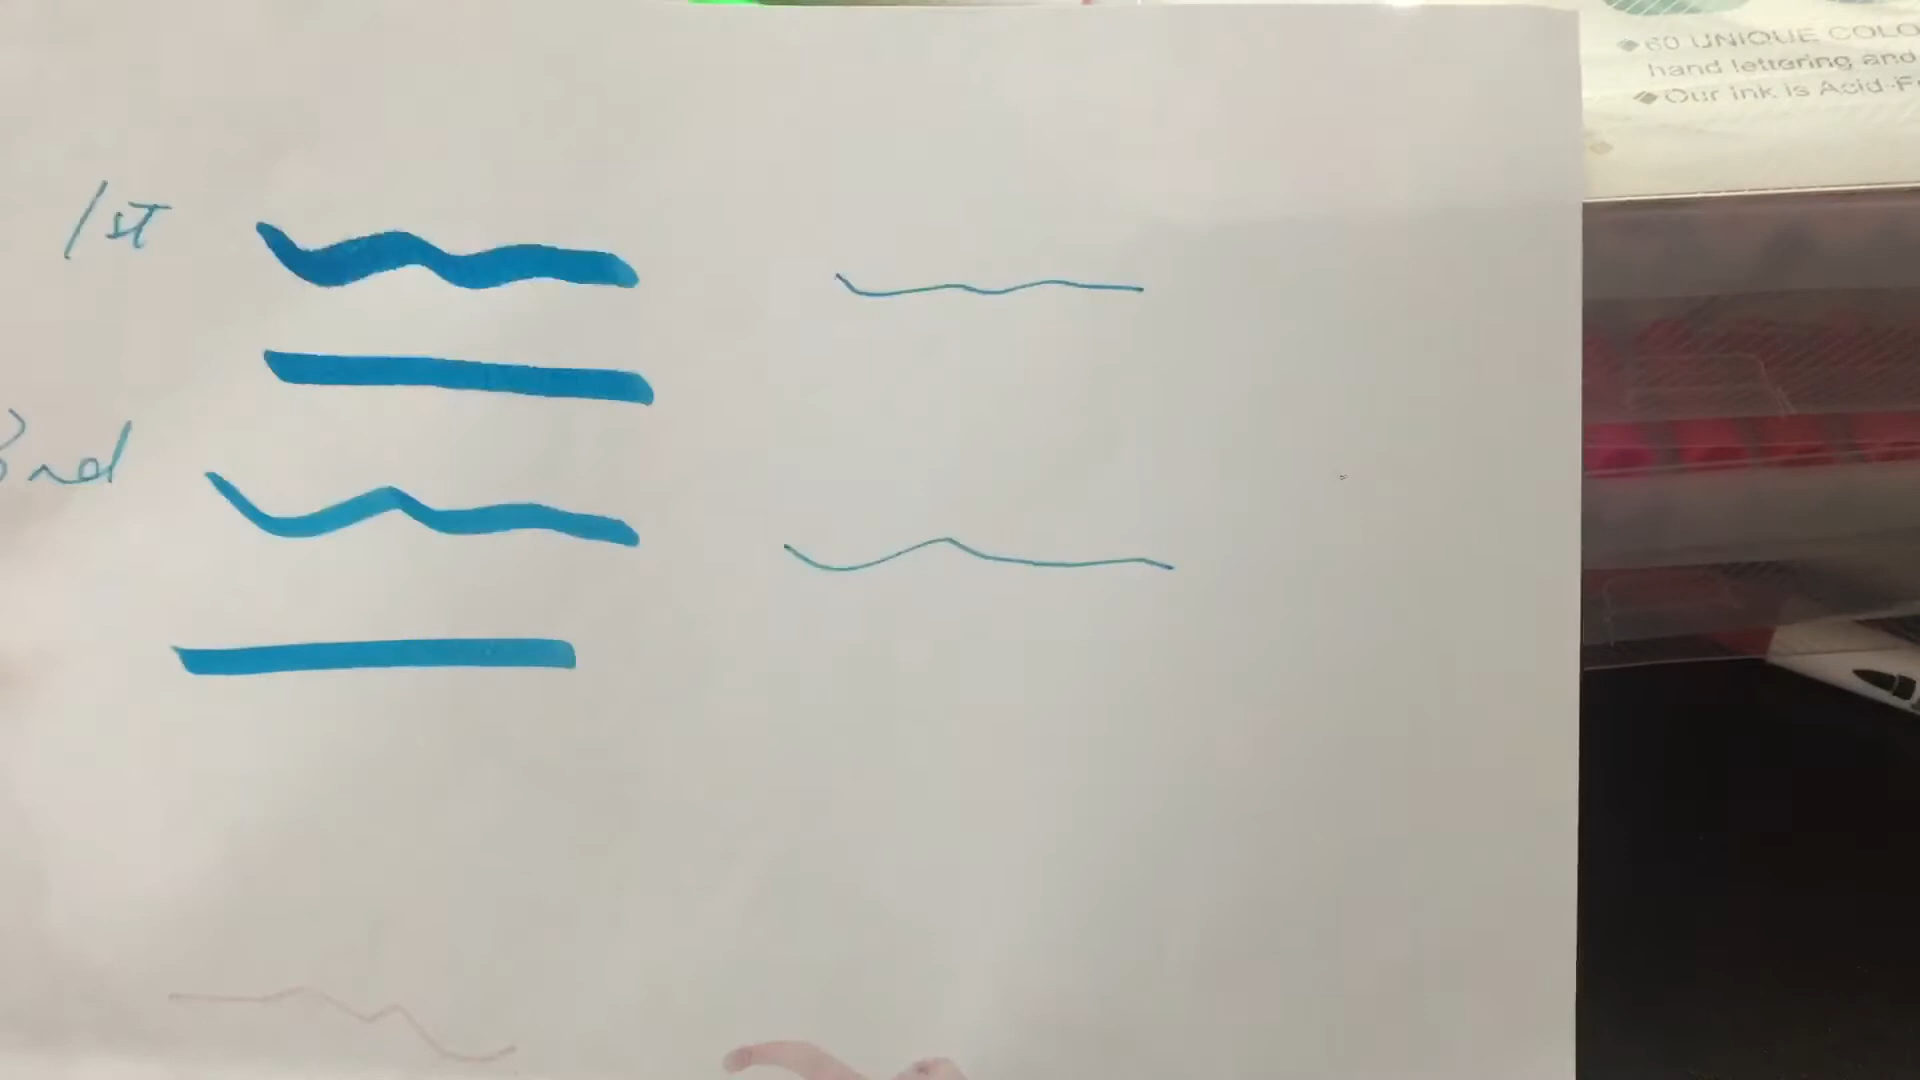 60 UNIQUE COLO
hand lettering and
Our ink is Acid-F
1st
2nd